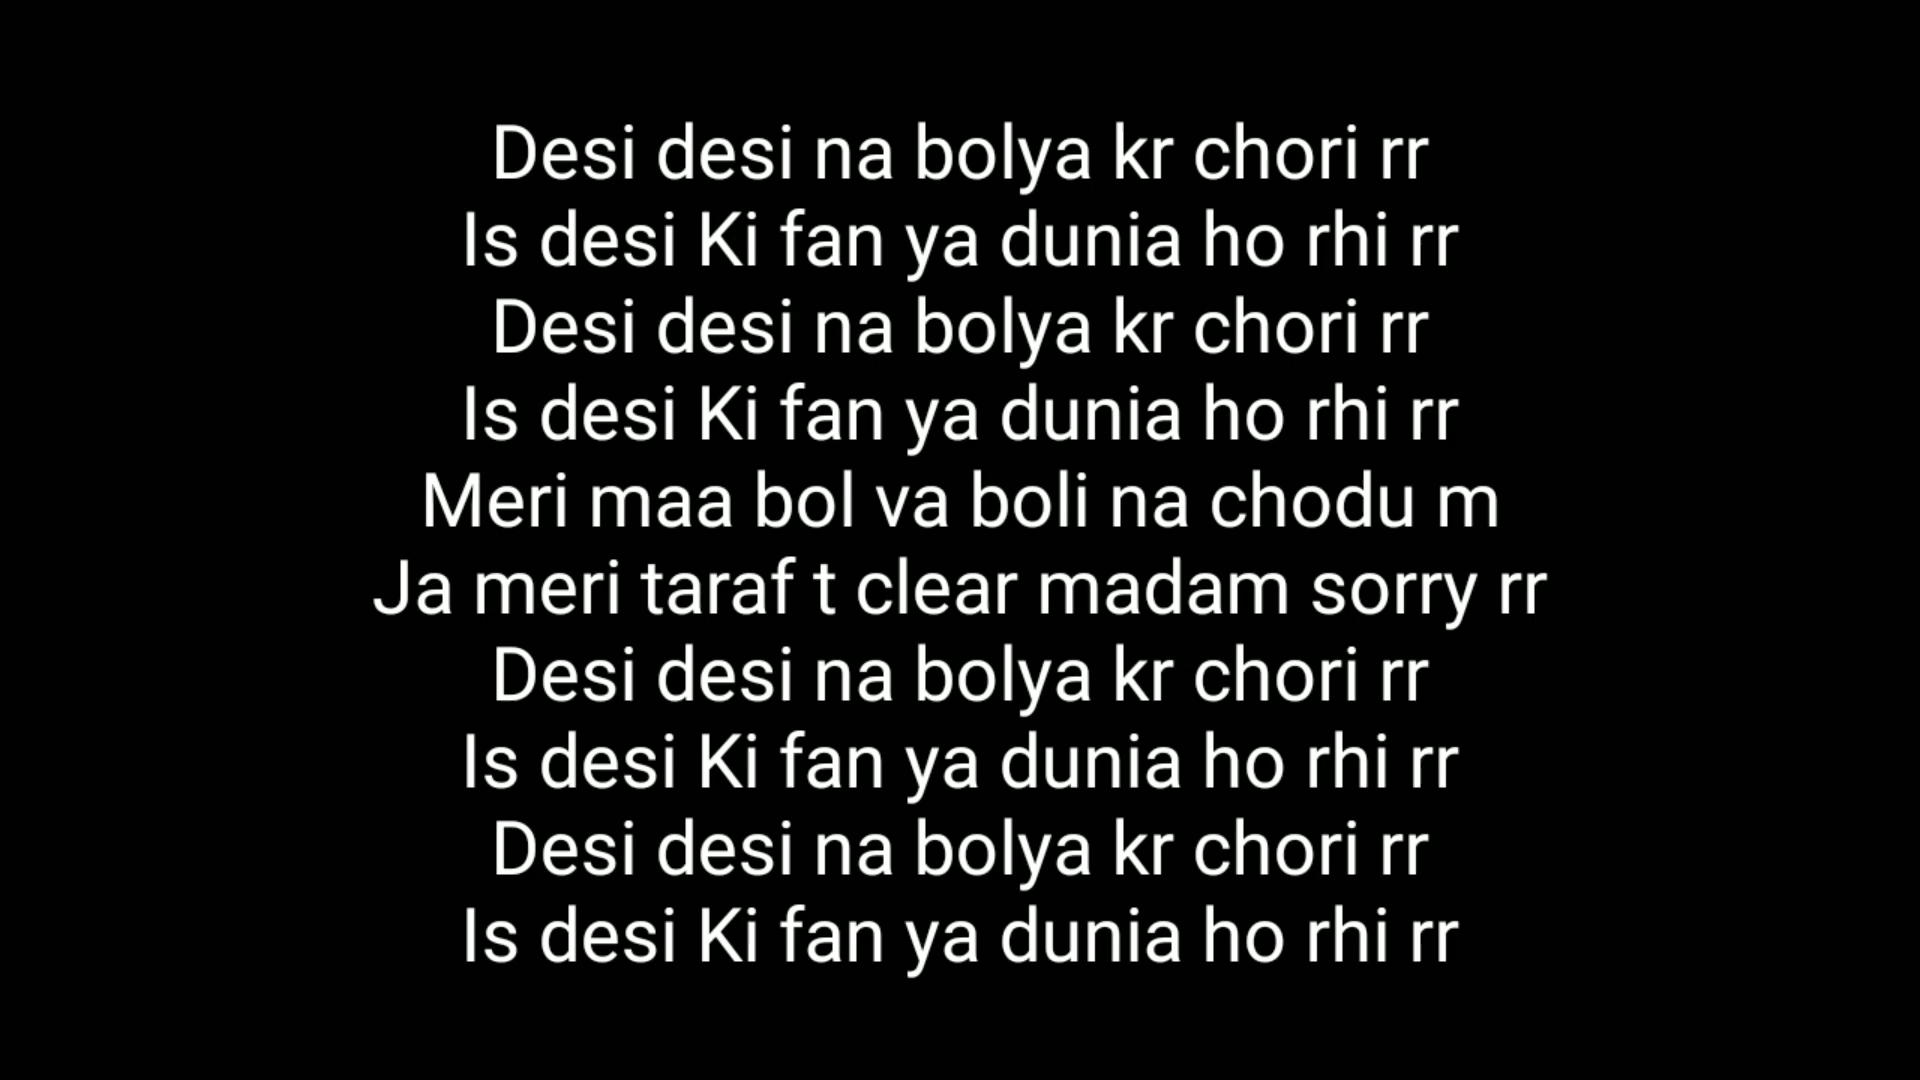 Desi desi na bolya kr chori rr
Is desi Ki fan ya dunia ho rhi rr
Desi desi na bolya kr chori rr
Is desi Ki fan ya dunia ho rhi rr
Meri maa bol va boli na chodu m
Ja meri taraf t clear madam sorry rr
Desi desi na bolya kr chori rr
Is desi Ki fan ya dunia ho rhi rr
Desi desi na bolya kr chori rr
Is desi Ki fan ya dunia ho rhi rr